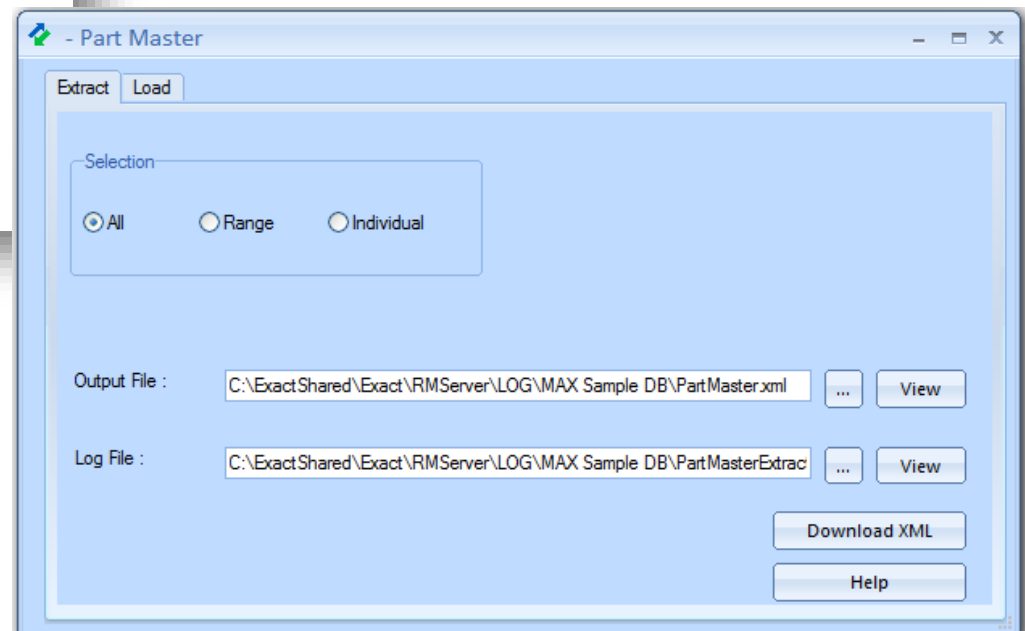 - Part Master
Extract Load
Selection
All Range Individual
Output File : C:\ExactShared\Exact\RMServer\LOG\MAX Sample DB\PartMaster.xml ... View
Log File : C:\ExactShared\Exact\RMServer\LOG\MAX Sample DB\PartMasterExtract ... View
Download XML
Help